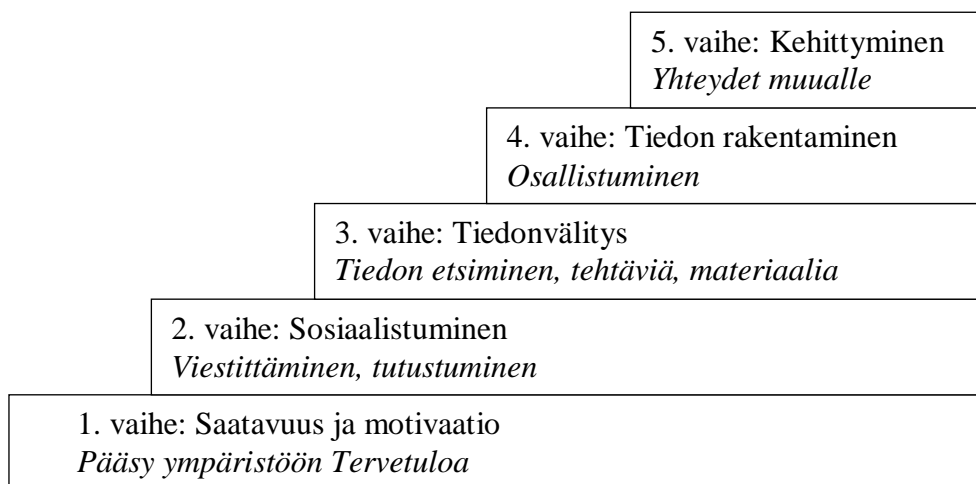 5. vaihe: Kehittyminen
Yhteydet muualle
4. vaihe: Tiedon rakentaminen
Osallistuminen
3. vaihe: Tiedonvälitys
Tiedon etsiminen, tehtäviä, materiaalia
2. vaihe: Sosiaalistuminen
Viestittäminen, tutustuminen
1. vaihe: Saatavuus ja motivaatio
Pääsy ympäristöön Tervetuloa